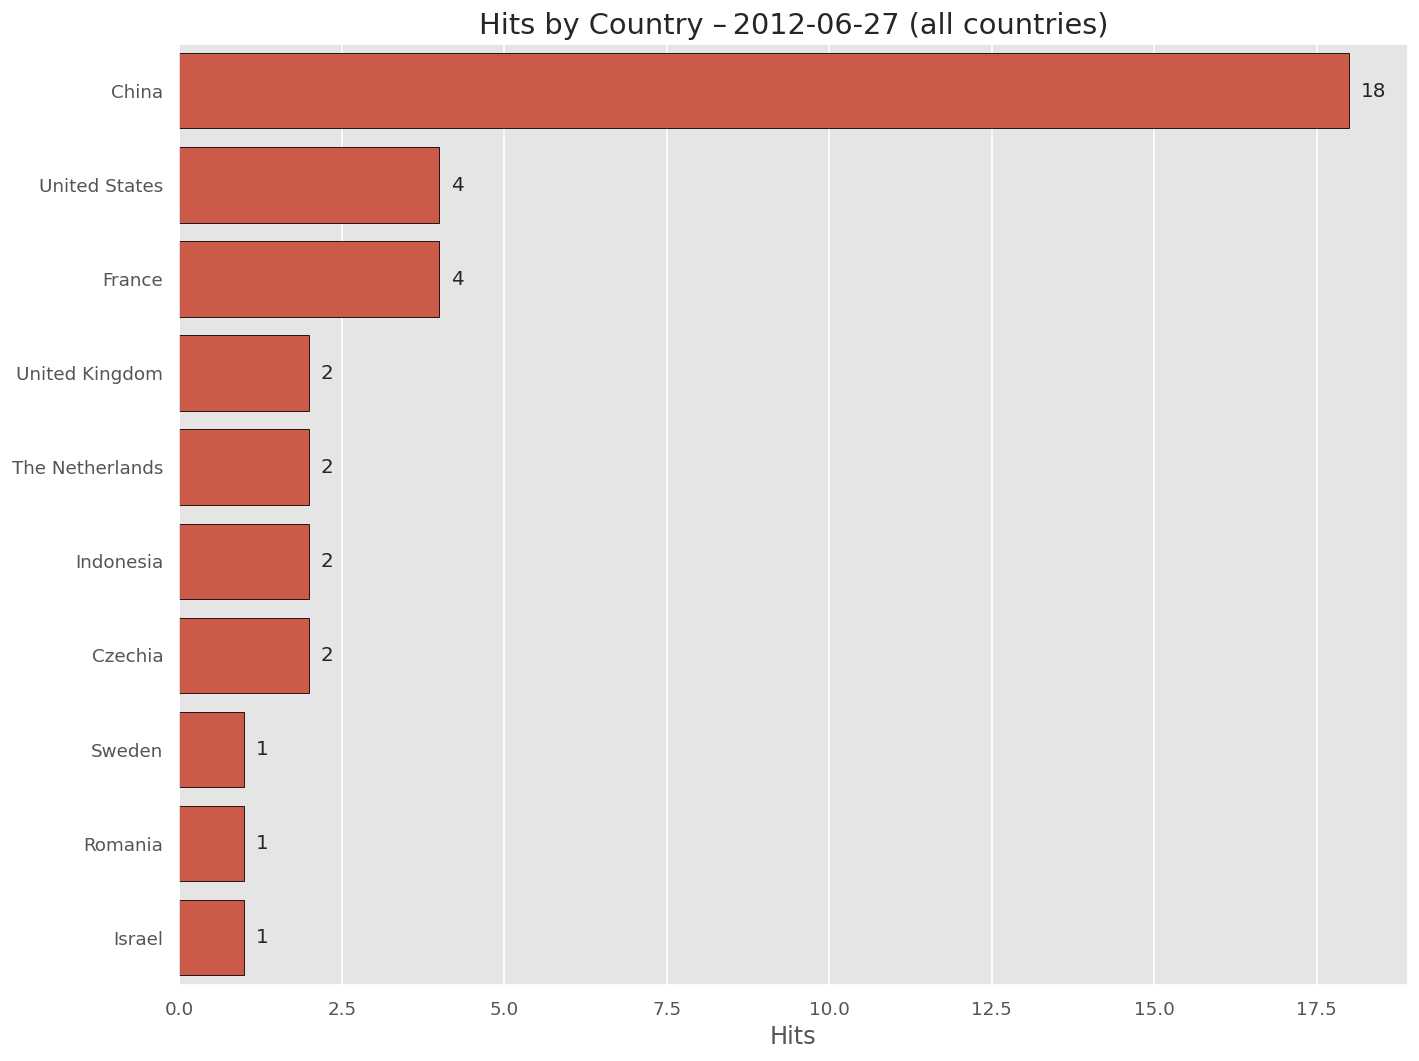 Hits by Country – 2012-06-27 (all countries)
China 18
United States 4
France 4
United Kingdom 2
The Netherlands 2
Indonesia 2
Czechia 2
Sweden 1
Romania 1
Israel 1
0.0 2.5 5.0 7.5 10.0 12.5 15.0 17.5
Hits